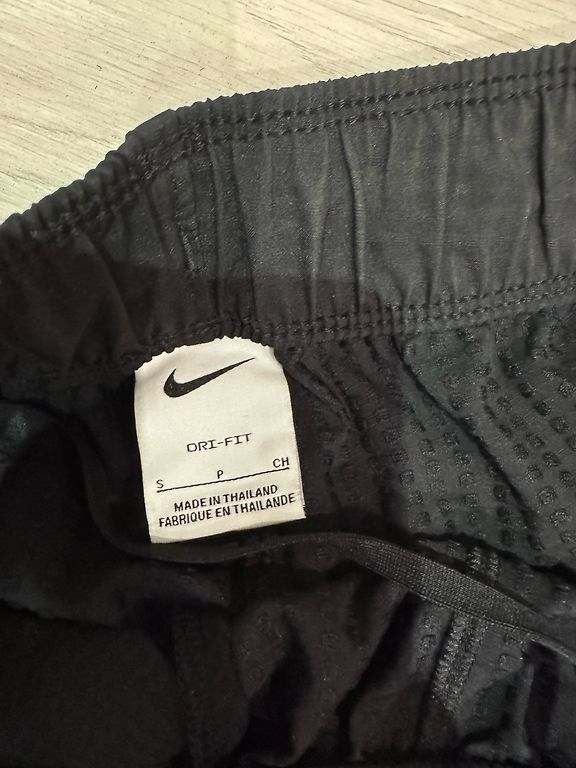 DRI-FIT
S P CH
MADE IN THAILAND
FABRIQUE EN THAILANDE